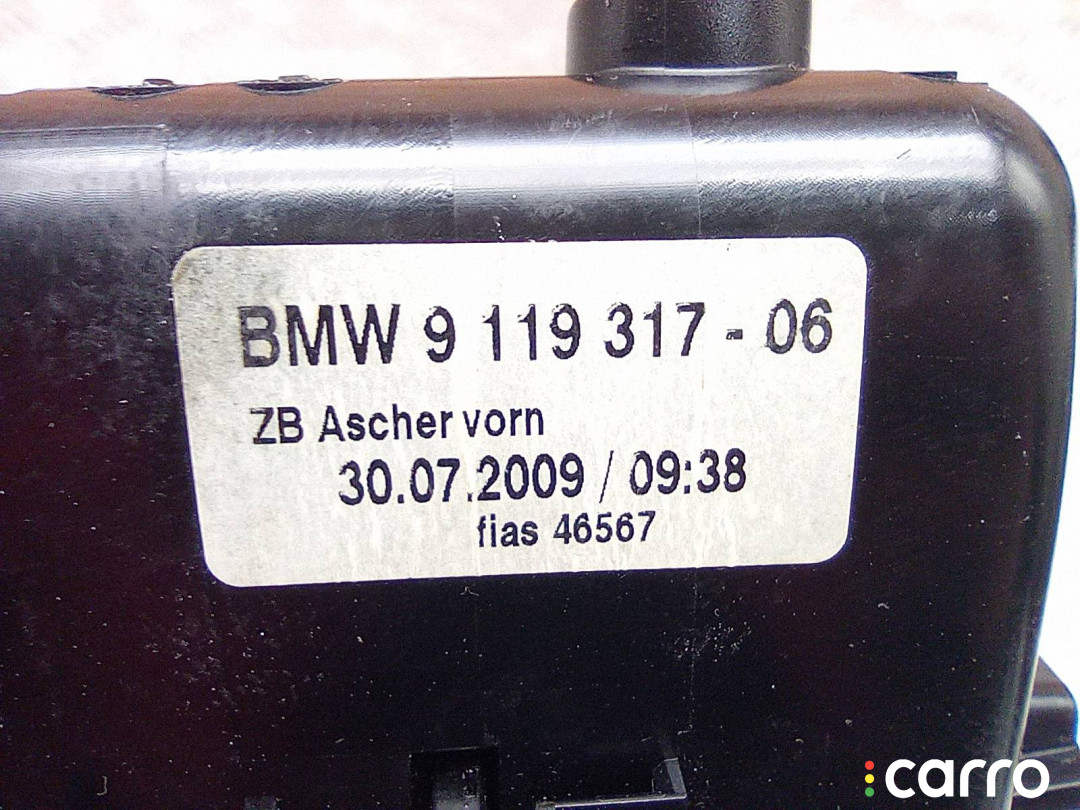 BMW 9 119 317 - 06
ZB Ascher vorn
30.07.2009 / 09:38
fias 46567
carro